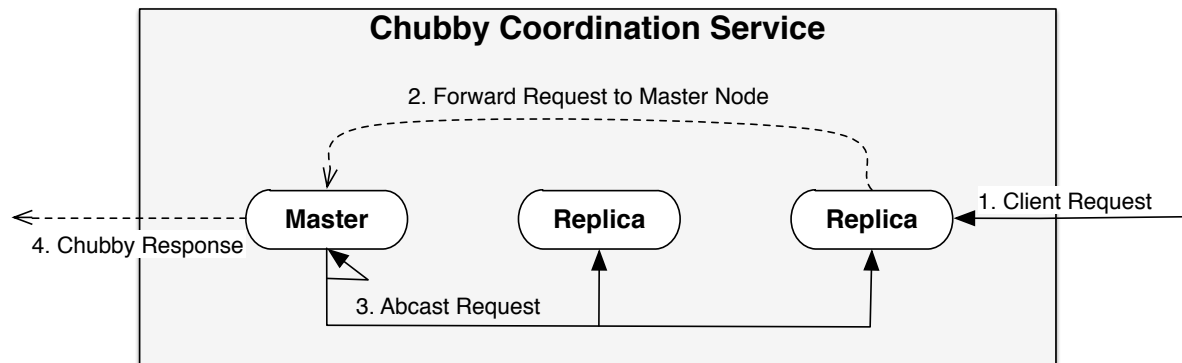 Chubby Coordination Service
2. Forward Request to Master Node
Master
Replica
Replica
1. Client Request
4. Chubby Response
3. Abcast Request